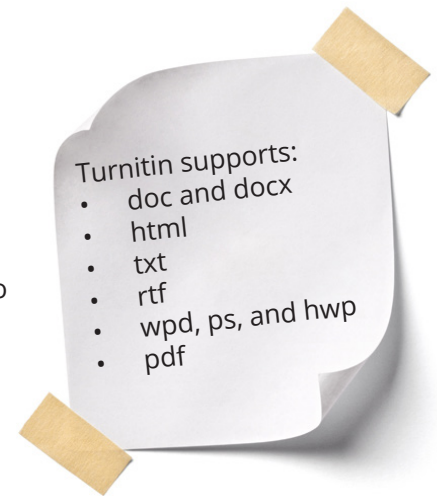 Turnitin supports:
• doc and docx
• html
• txt
• rtf
• wpd, ps, and hwp
• pdf